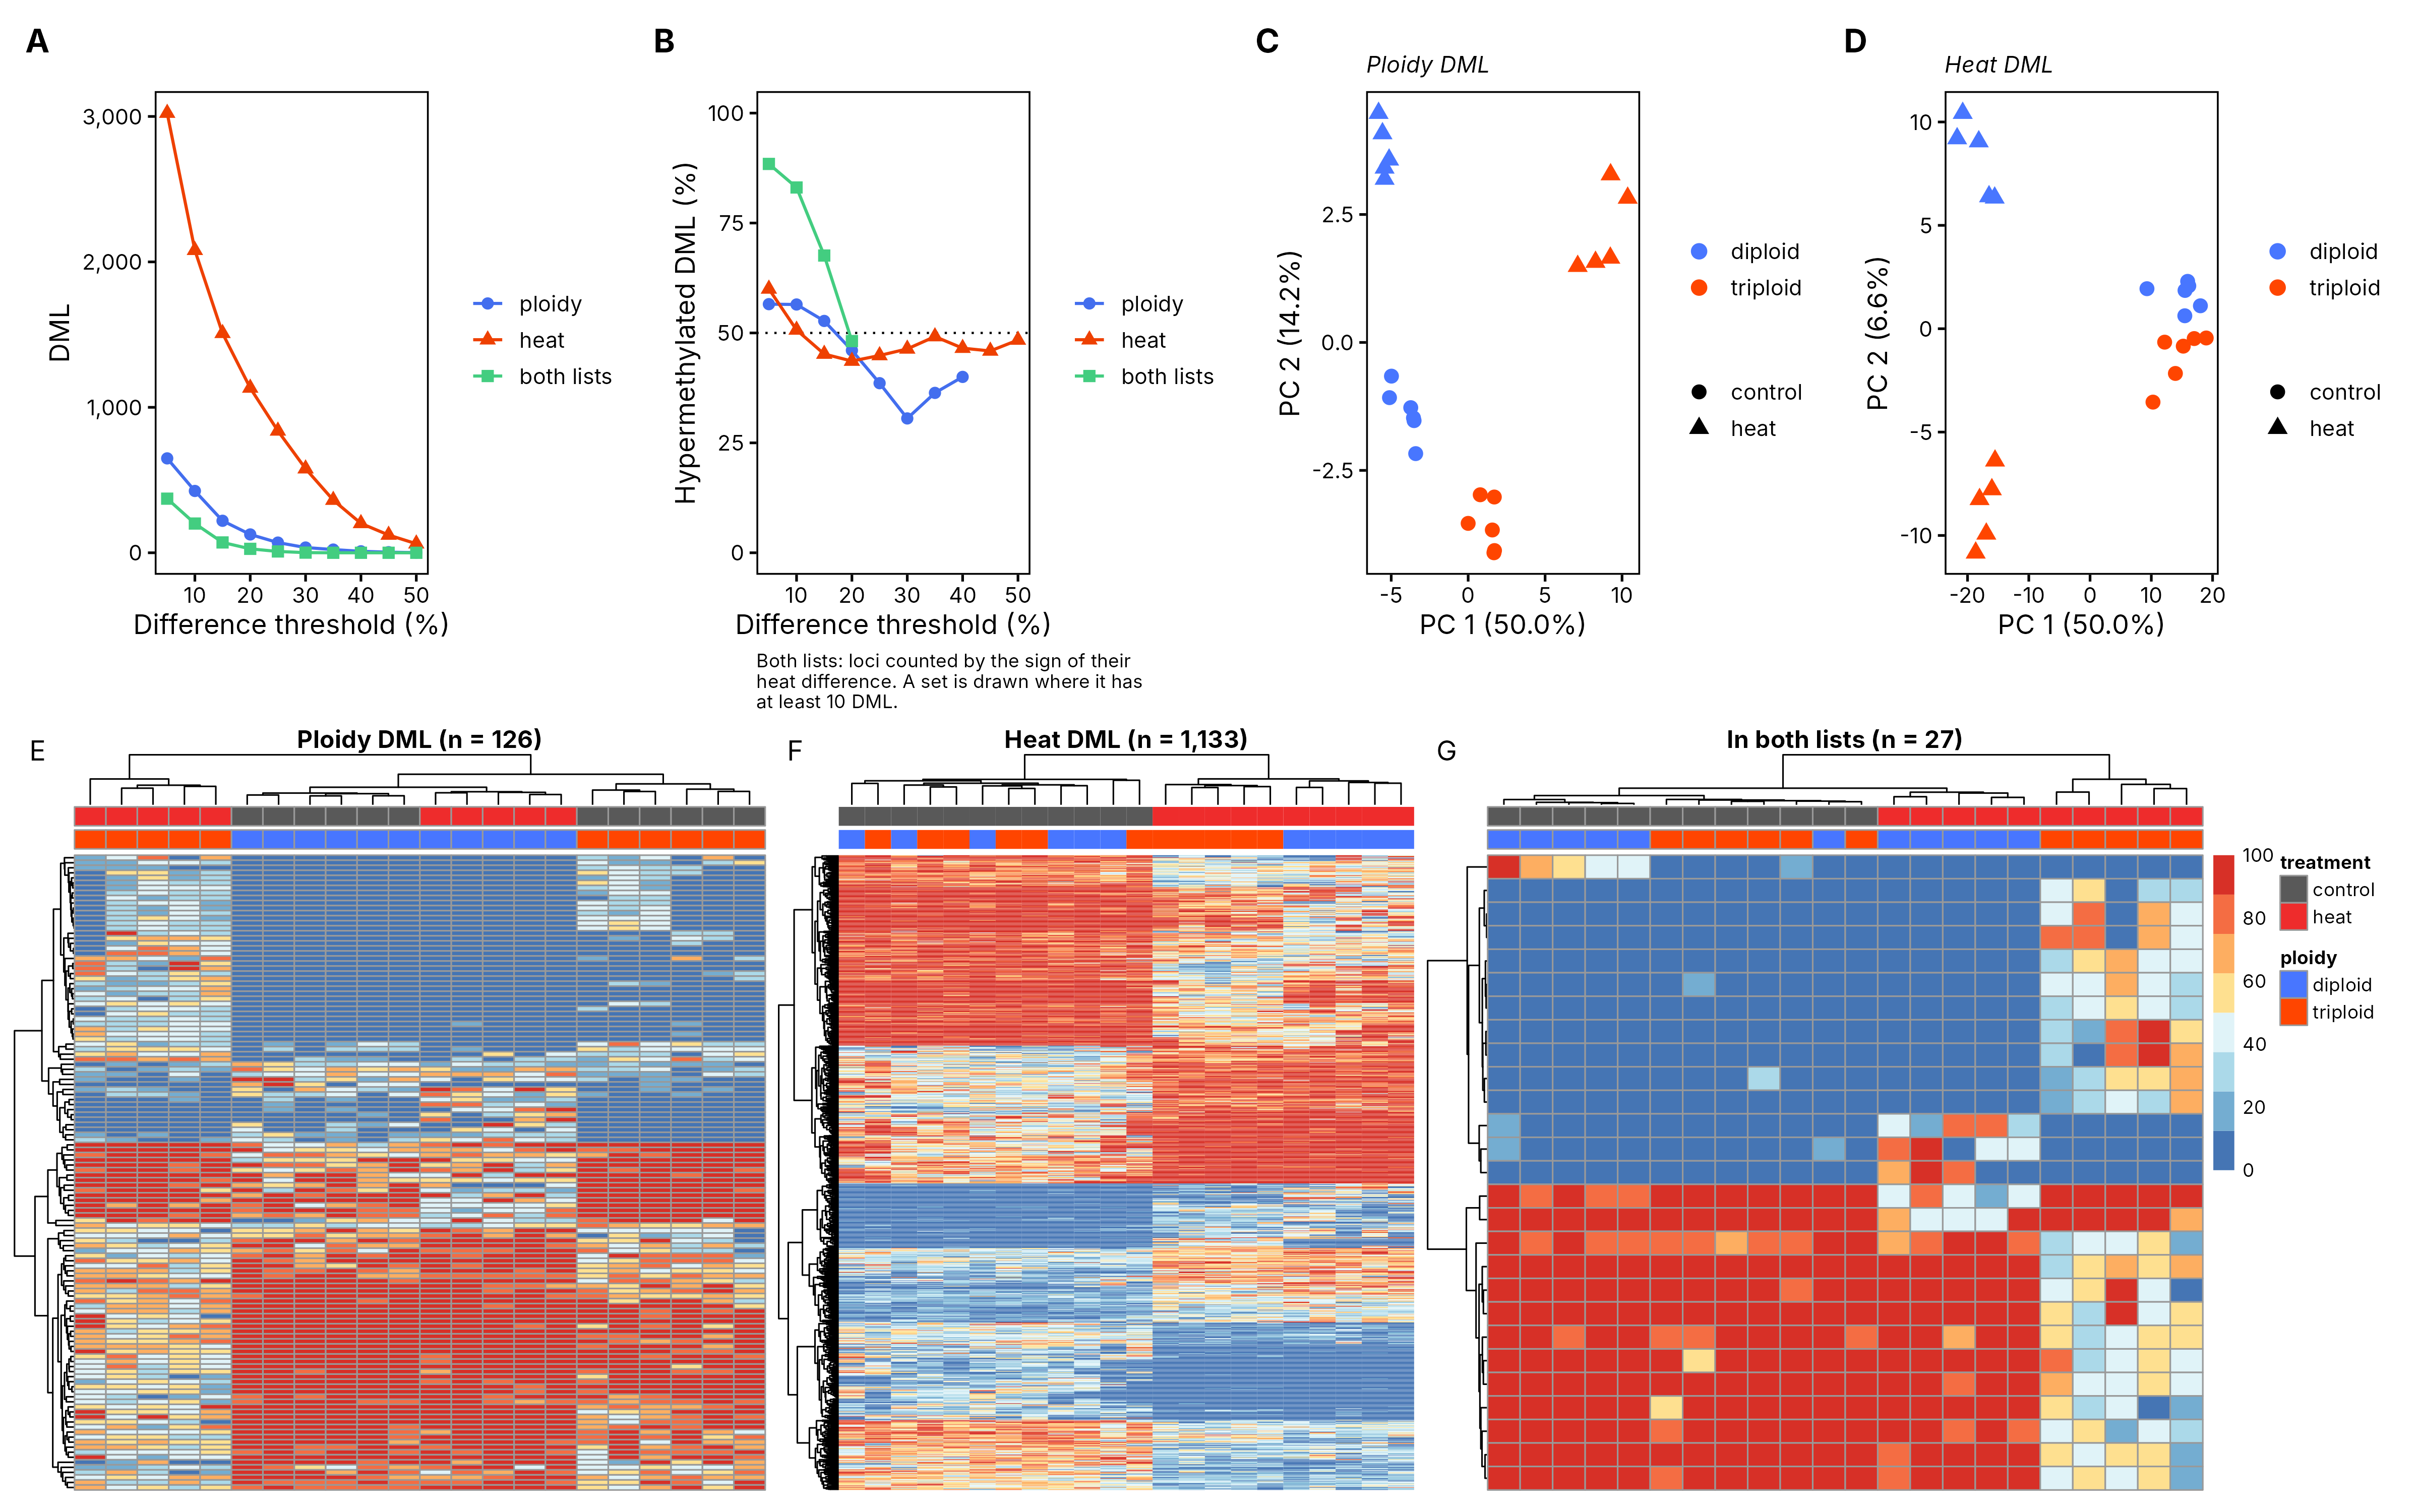 A
3,000
2,000
1,000
0
DML
10 20 30 40 50
Difference threshold (%)
ploidy
heat
both lists
B
100
75
50
25
0
Hypermethylated DML (%)
10 20 30 40 50
Difference threshold (%)
ploidy
heat
both lists
Both lists: loci counted by the sign of their
heat difference. A set is drawn where it has
at least 10 DML.
C
Ploidy DML
2.5
0.0
-2.5
PC 2 (14.2%)
-5 0 5 10
PC 1 (50.0%)
diploid
triploid
control
heat
D
Heat DML
10
5
0
-5
-10
PC 2 (6.6%)
-20 -10 0 10 20
PC 1 (50.0%)
diploid
triploid
control
heat
E
Ploidy DML (n = 126)
F
Heat DML (n = 1,133)
G
In both lists (n = 27)
100
80
60
40
20
0
treatment
control
heat
ploidy
diploid
triploid